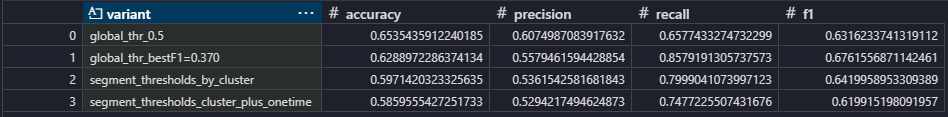 variant ... # accuracy # precision # recall # f1
0 global_thr_0.5 0.6535435912240185 0.6074987083917632 0.6577433274732299 0.6316233741319112
1 global_thr_bestF1=0.370 0.6288972286374134 0.5579461594428854 0.8579191305737573 0.6761556871142461
2 segment_thresholds_by_cluster 0.5971420323325635 0.5361542581681843 0.7999041073997123 0.6419958953309389
3 segment_thresholds_cluster_plus_onetime 0.5859555427251733 0.5294217494624873 0.7477225507431676 0.619915198091957